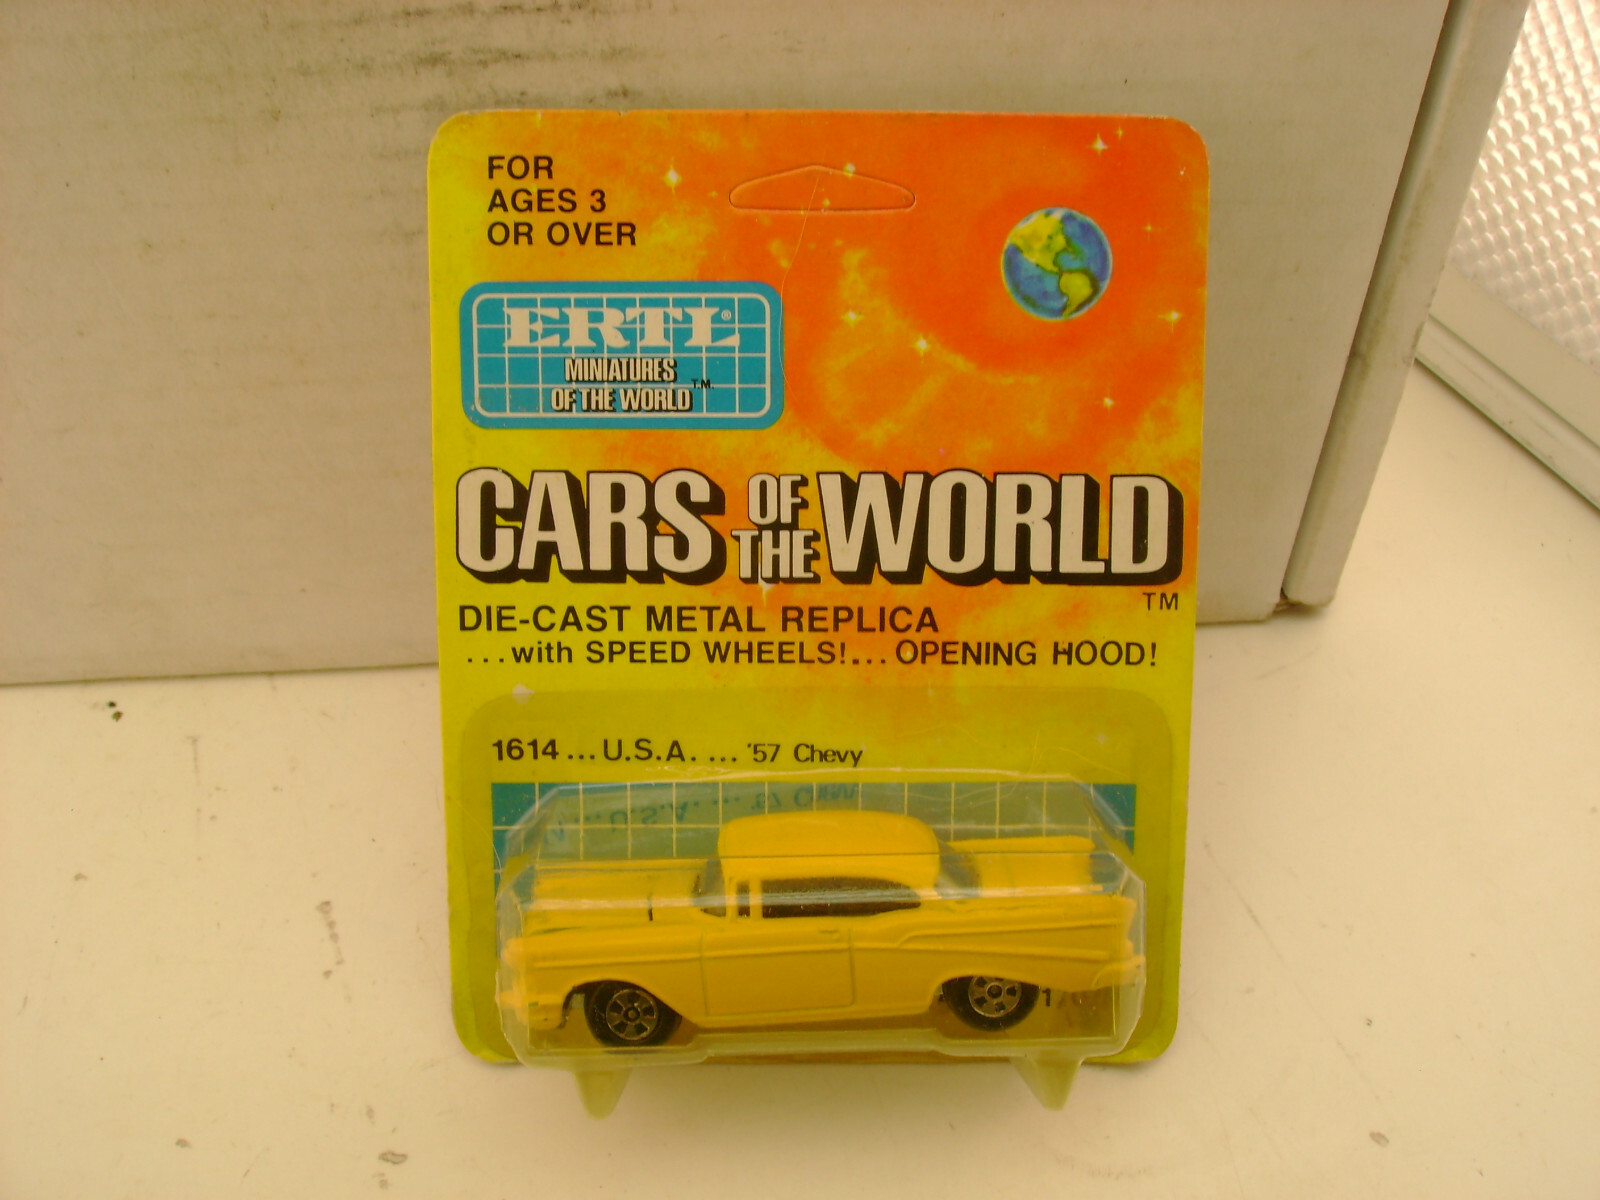 FOR
AGES 3
OR OVER
ERTL®
MINIATURES
OF THE WORLD T.M.
CARS OF THE WORLD
TM
DIE-CAST METAL REPLICA
...with SPEED WHEELS!... OPENING HOOD!
1614...U.S.A. ... '57 Chevy